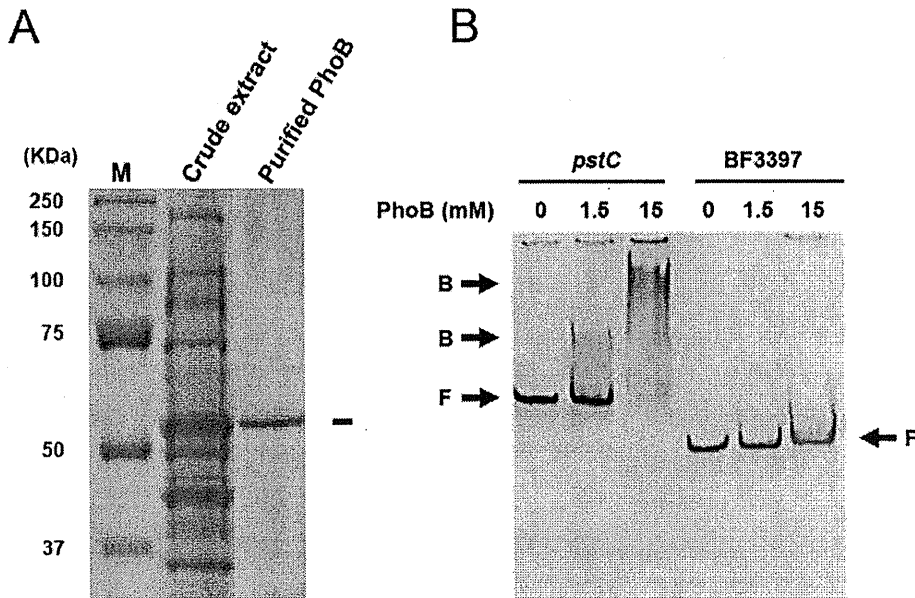 A
(KDa)
M
Crude extract
Purified PhoB
250
150
100
75
50
37
B
pstC
BF3397
PhoB (mM)
0
1.5
15
0
1.5
15
B
B
F
F